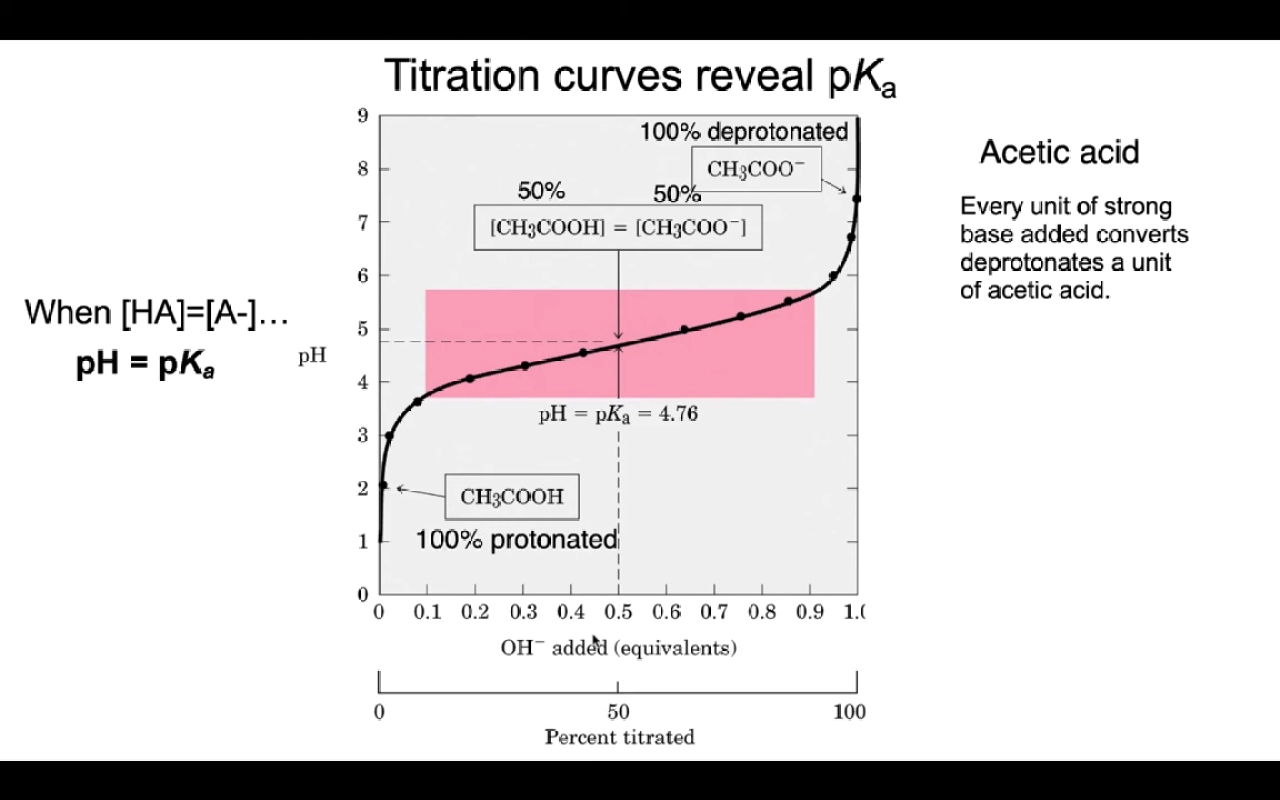 Titration curves reveal pKa
9
8
7
6
5
4
3
2
1
0
pH
100% deprotonated
CH₃COO⁻
50% 50%
[CH₃COOH] = [CH₃COO⁻]
pH = pKa = 4.76
CH₃COOH
100% protonated
0 0.1 0.2 0.3 0.4 0.5 0.6 0.7 0.8 0.9 1.0
OH⁻ added (equivalents)
0 50 100
Percent titrated
When [HA]=[A-]…
pH = pKa
Acetic acid
Every unit of strong
base added converts
deprotonates a unit
of acetic acid.